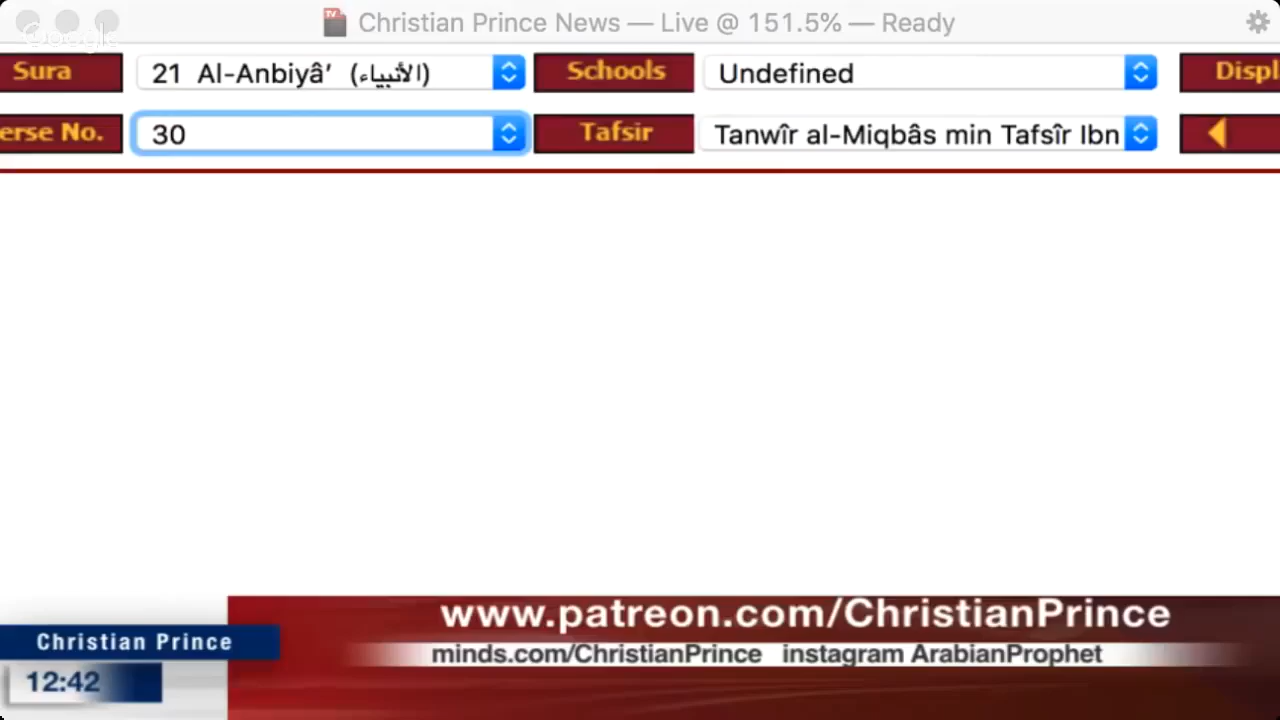 Christian Prince News — Live @ 151.5% — Ready
Google
Sura
21 Al-Anbiyâ’ (الأنبياء)
Schools
Undefined
Displ
erse No.
30
Tafsir
Tanwîr al-Miqbâs min Tafsîr Ibn
www.patreon.com/ChristianPrince
Christian Prince
minds.com/ChristianPrince instagram ArabianProphet
12:42